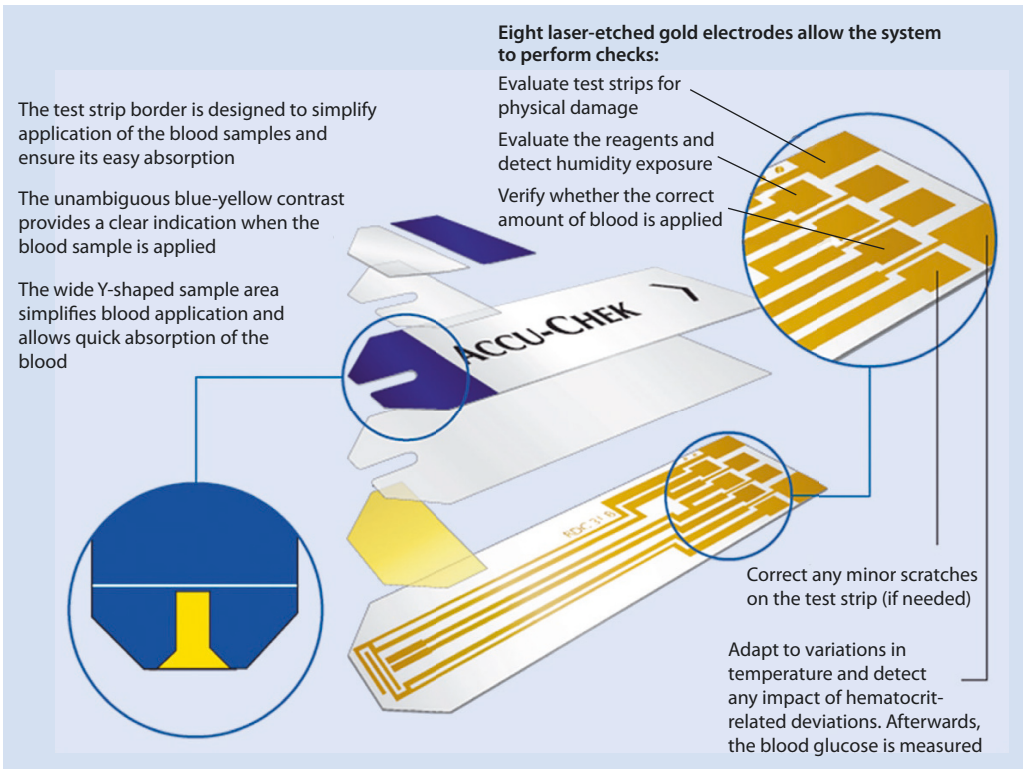 Eight laser-etched gold electrodes allow the system
to perform checks:
Evaluate test strips for
physical damage
Evaluate the reagents and
detect humidity exposure
Verify whether the correct
amount of blood is applied
The test strip border is designed to simplify
application of the blood samples and
ensure its easy absorption
The unambiguous blue-yellow contrast
provides a clear indication when the
blood sample is applied
The wide Y-shaped sample area
simplifies blood application and
allows quick absorption of the
blood
ACCU-CHEK
Correct any minor scratches
on the test strip (if needed)
Adapt to variations in
temperature and detect
any impact of hematocrit-
related deviations. Afterwards,
the blood glucose is measured